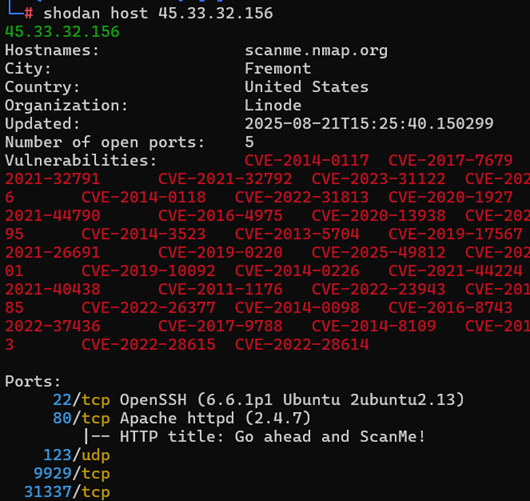 └─# shodan host 45.33.32.156
45.33.32.156
Hostnames: scanme.nmap.org
City: Fremont
Country: United States
Organization: Linode
Updated: 2025-08-21T15:25:40.150299
Number of open ports: 5
Vulnerabilities: CVE-2014-0117 CVE-2017-7679
2021-32791 CVE-2021-32792 CVE-2023-31122 CVE-202
6 CVE-2014-0118 CVE-2022-31813 CVE-2020-1927
2021-44790 CVE-2016-4975 CVE-2020-13938 CVE-202
95 CVE-2014-3523 CVE-2013-5704 CVE-2019-17567
2021-26691 CVE-2019-0220 CVE-2025-49812 CVE-202
01 CVE-2019-10092 CVE-2014-0226 CVE-2021-44224
2021-40438 CVE-2011-1176 CVE-2022-23943 CVE-201
85 CVE-2022-26377 CVE-2014-0098 CVE-2016-8743
2022-37436 CVE-2017-9788 CVE-2014-8109 CVE-201
3 CVE-2022-28615 CVE-2022-28614
Ports:
22/tcp OpenSSH (6.6.1p1 Ubuntu 2ubuntu2.13)
80/tcp Apache httpd (2.4.7)
|-- HTTP title: Go ahead and ScanMe!
123/udp
9929/tcp
31337/tcp